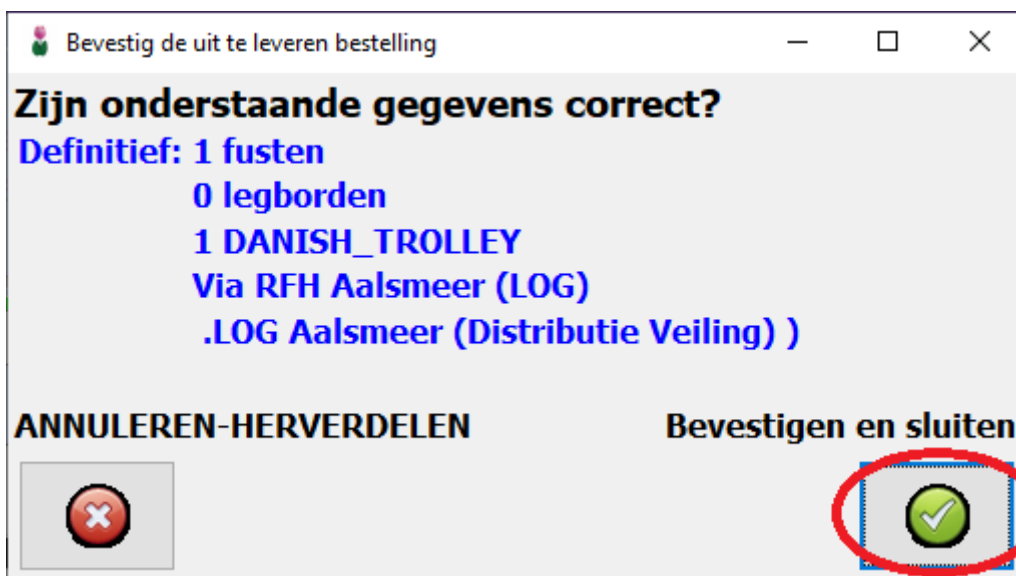 Bevestig de uit te leveren bestelling
Zijn onderstaande gegevens correct?
Definitief: 1 fusten
0 legborden
1 DANISH_TROLLEY
Via RFH Aalsmeer (LOG)
.LOG Aalsmeer (Distributie Veiling) )
ANNULEREN-HERVERDELEN Bevestigen en sluiten